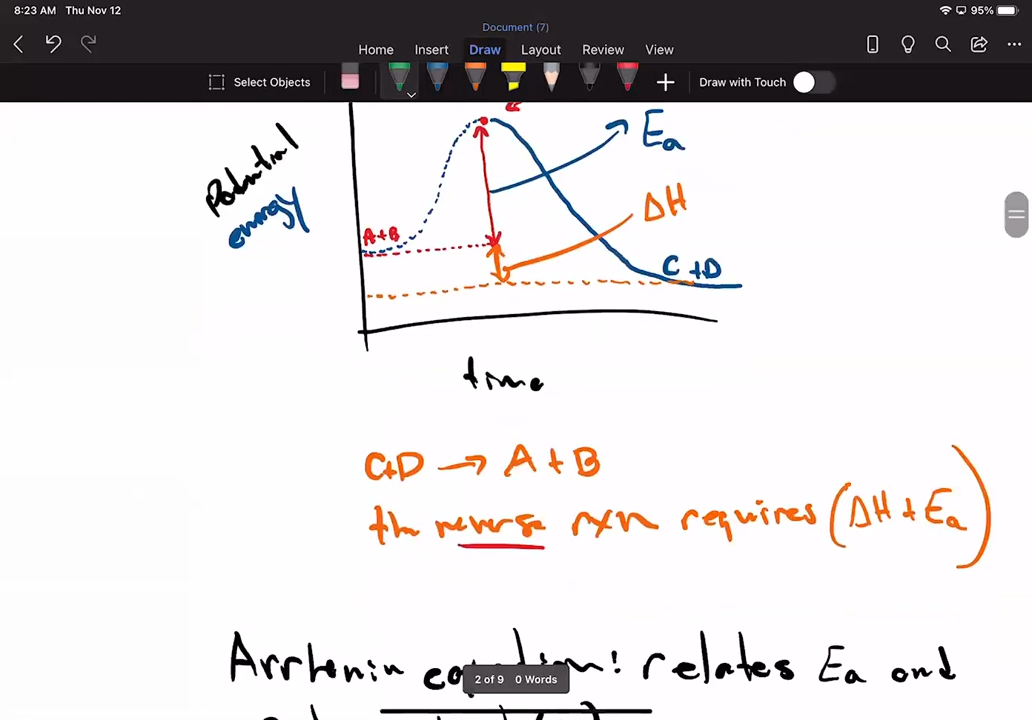 8:23 AM Thu Nov 12
95%
Document (7)
Home Insert Draw Layout Review View
Select Objects
Draw with Touch
Potential
energy
Ea
A+B
ΔH
C+D
time
C+D → A+B
the reverse rxn requires (ΔH + Ea)
relates Ea and
2 of 9 0 Words